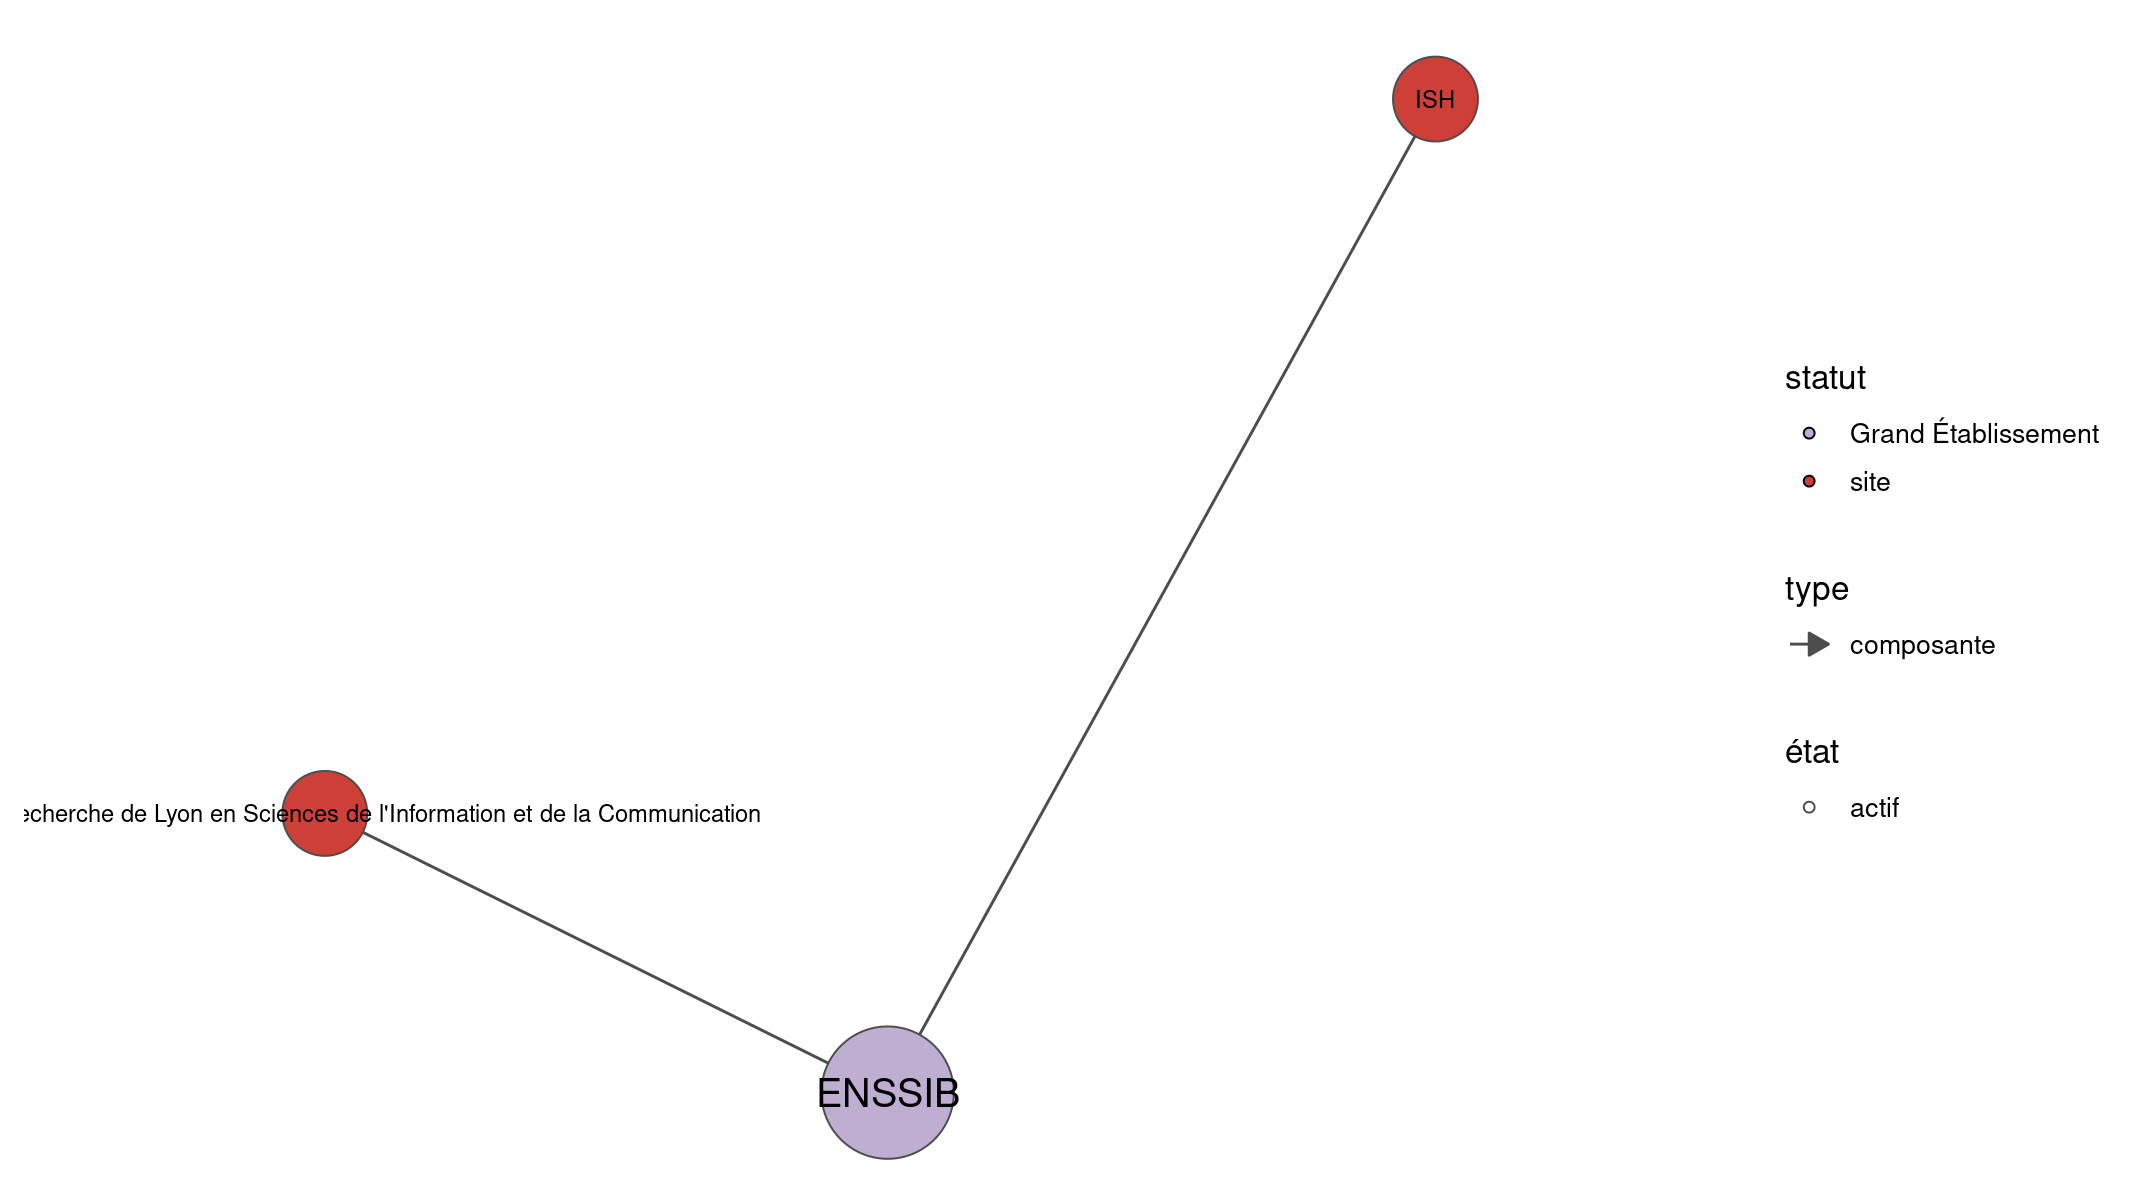 ISH
statut
Grand Établissement
site
type
composante
état
actif
echerche de Lyon en Sciences de l'Information et de la Communication
ENSSIB